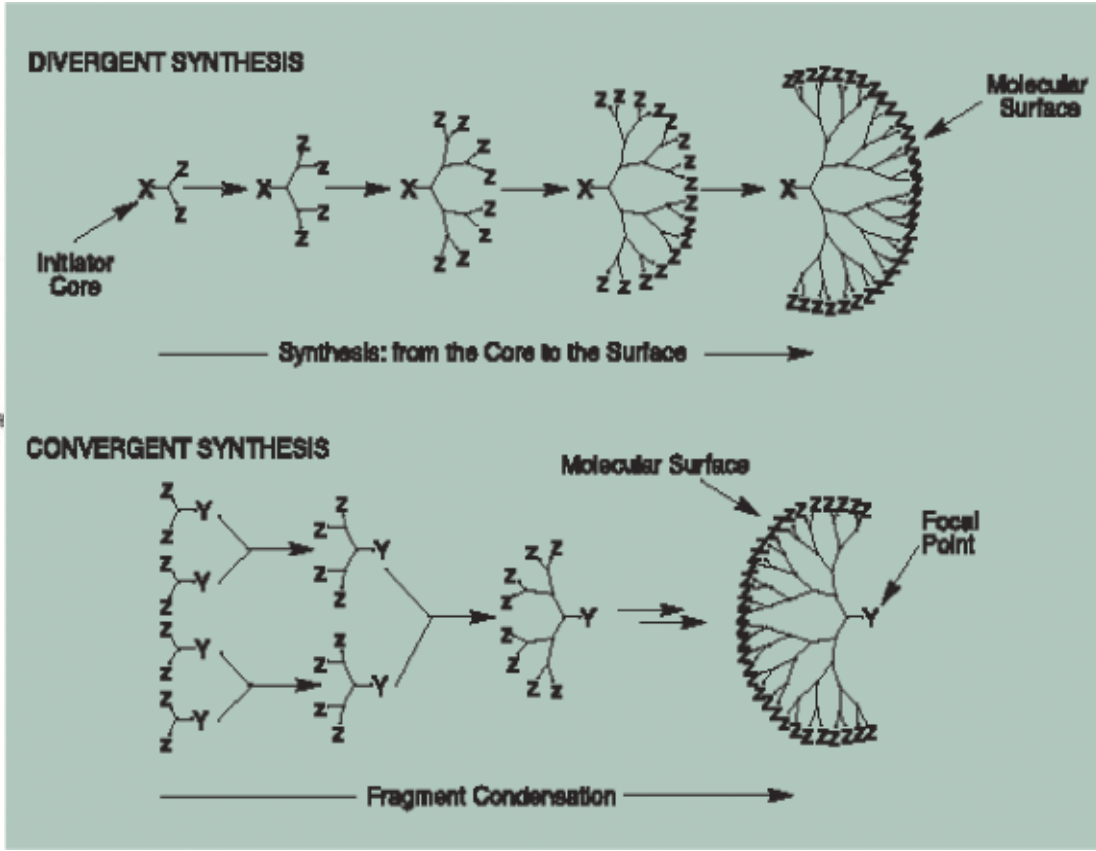 DIVERGENT SYNTHESIS
Molecular
Surface
X
Z
Z
X
Z
Z
Z
Z
X
Z
Z
Z
Z
Z
Z
Z
Z
X
X
Initiator
Core
Synthesis: from the Core to the Surface
CONVERGENT SYNTHESIS
Molecular Surface
Focal
Point
Z
Z
Y
Z
Z
Y
Z
Z
Y
Z
Z
Y
Z
Z
Z
Z
Y
Z
Z
Z
Z
Y
Z
Z
Z
Z
Z
Z
Z
Z
Y
Y
Fragment Condensation